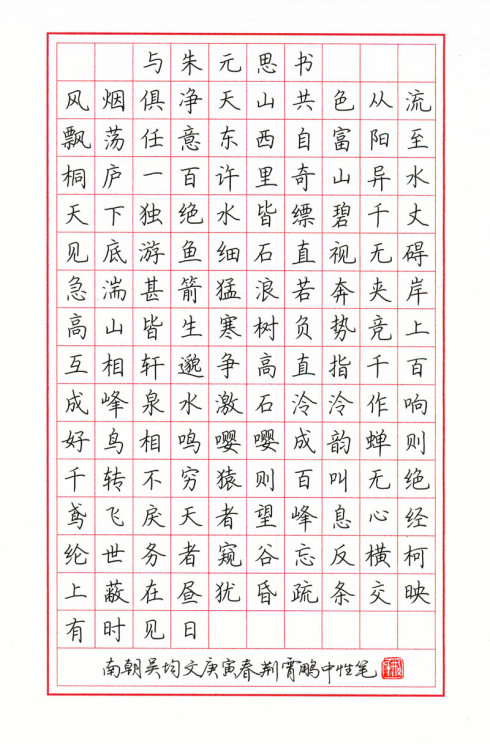 与朱元思书
风烟俱净天山共色从流
飘荡任意东西自富阳至
桐庐一百许里奇山异水
天下独绝水皆缥碧千丈
见底游鱼细石直视无碍
急湍甚箭猛浪若奔夹岸
高山皆生寒树负势竞上
互相轩邈争高直指千百
成峰泉水激石泠泠作响
好鸟相鸣嘤嘤成韵蝉则
千转不穷猿则百叫无绝
鸢飞戾天者望峰息心经
纶世务者窥谷忘反横柯
上蔽在昼犹昏疏条交映
有时见日
南朝吴均文庚寅春荆霄鹏中性笔